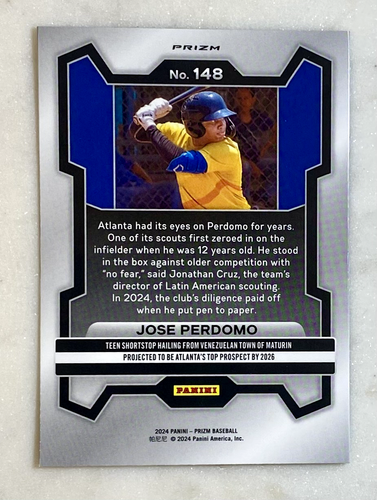 PRIZM
No. 148
Atlanta had its eyes on Perdomo for years.
One of its scouts first zeroed in on the
infielder when he was 12 years old. He stood
in the box against older competition with
"no fear," said Jonathan Cruz, the team's
director of Latin American scouting.
In 2024, the club's diligence paid off
when he put pen to paper.
JOSE PERDOMO
TEEN SHORTSTOP HAILING FROM VENEZUELAN TOWN OF MATURIN
PROJECTED TO BE ATLANTA'S TOP PROSPECT BY 2026
PANINI
2024 PANINI – PRIZM BASEBALL
帕尼尼 © 2024 Panini America, Inc.